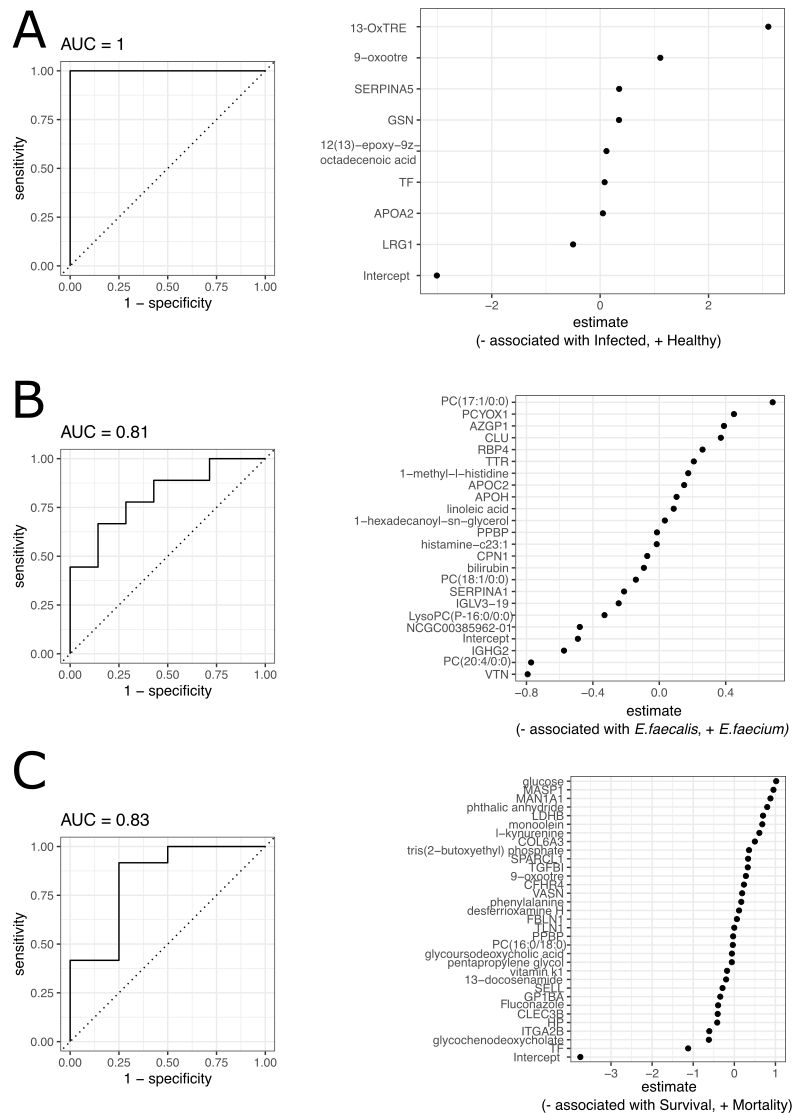 A
AUC = 1
1.00
0.75
0.50
0.25
0.00
sensitivity
0.00 0.25 0.50 0.75 1.00
1 − specificity
13-OxTRE
9−oxootre
SERPINA5
GSN
12(13)−epoxy−9z−
octadecenoic acid
TF
APOA2
LRG1
Intercept
−2 0 2
estimate
(- associated with Infected, + Healthy)
B
AUC = 0.81
1.00
0.75
0.50
0.25
0.00
sensitivity
0.00 0.25 0.50 0.75 1.00
1 − specificity
PC(17:1/0:0)
PCYOX1
AZGP1
CLU
RBP4
TTR
1−methyl−l−histidine
APOC2
APOH
linoleic acid
1−hexadecanoyl−sn−glycerol
PPBP
histamine−c23:1
CPN1
bilirubin
PC(18:1/0:0)
SERPINA1
IGLV3−19
LysoPC(P-16:0/0:0)
NCGC00385962-01
Intercept
IGHG2
PC(20:4/0:0)
VTN
−0.8 −0.4 0.0 0.4
estimate
(- associated with E.faecalis, + E.faecium)
C
AUC = 0.83
1.00
0.75
0.50
0.25
0.00
sensitivity
0.00 0.25 0.50 0.75 1.00
1 − specificity
glucose
MASP1
MAN1A1
phthalic anhydride
LDHB
monoolein
l−kynurenine
COL6A3
tris(2−butoxyethyl) phosphate
SPARCL1
TGFBI
9−oxootre
CFHR4
VASN
phenylalanine
desferrioxamine H
FBLN1
TLN1
PPBP
PC(16:0/18:0)
glycoursodeoxycholic acid
pentapropylene glycol
vitamin k1
13−docosenamide
SELL
GP1BA
Fluconazole
CLEC3B
HP
ITGA2B
glycochenodeoxycholate
TF
Intercept
−3 −2 −1 0 1
estimate
(- associated with Survival, + Mortality)